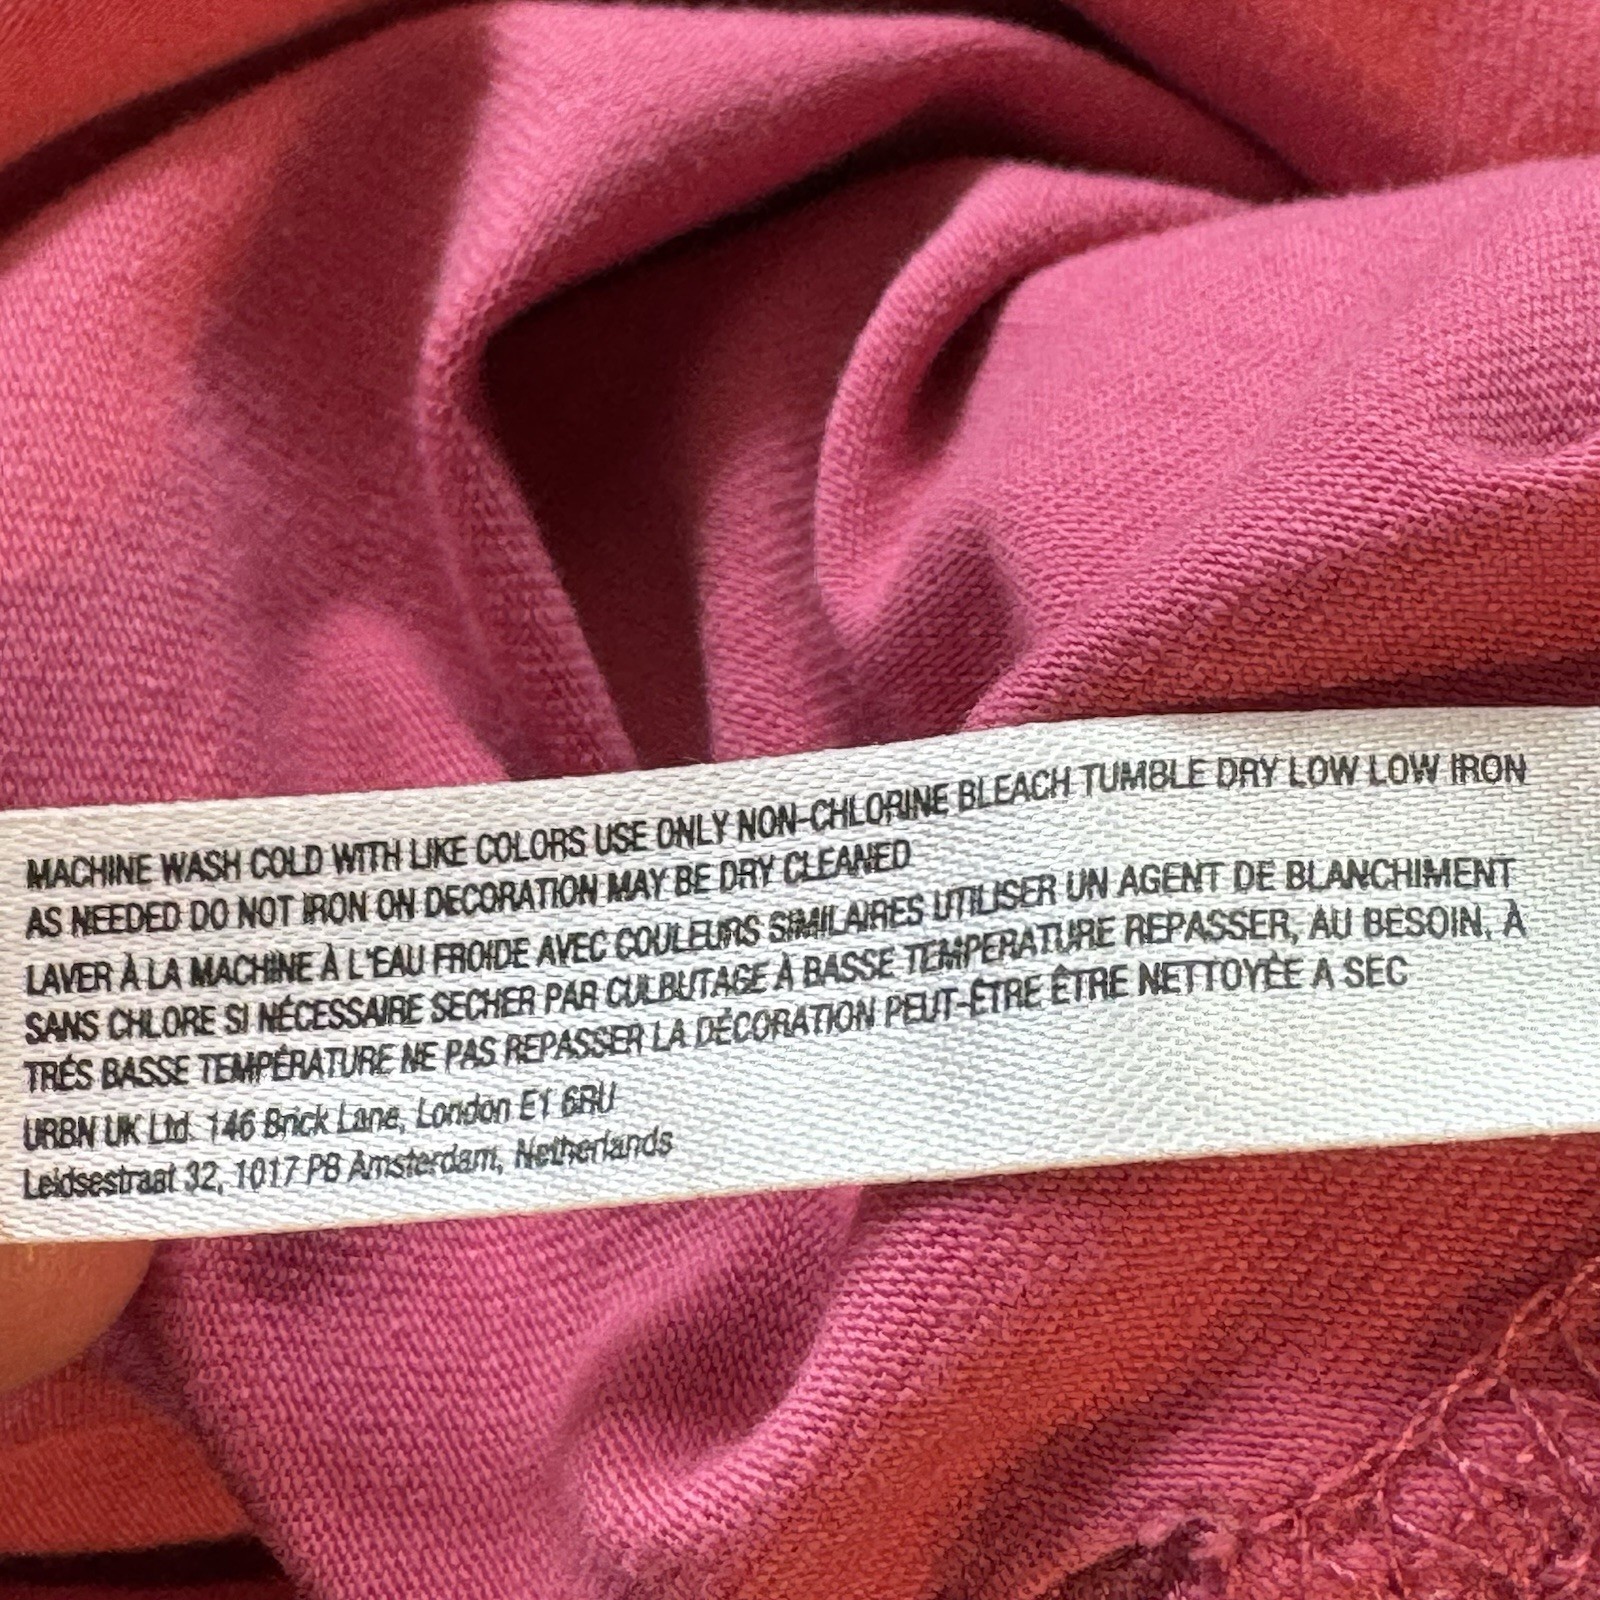 MACHINE WASH COLD WITH LIKE COLORS USE ONLY NON-CHLORINE BLEACH TUMBLE DRY LOW LOW IRON
AS NEEDED DO NOT IRON ON DECORATION MAY BE DRY CLEANED
LAVER À LA MACHINE À L'EAU FROIDE AVEC COULEURS SIMILAIRES UTILISER UN AGENT DE BLANCHIMENT
SANS CHLORE SI NÉCESSAIRE SECHER PAR CULBUTAGE À BASSE TEMPERATURE REPASSER, AU BESOIN, À
TRÉS BASSE TEMPÉRATURE NE PAS REPASSER LA DÉCORATION PEUT-ÊTRE ÊTRE NETTOYÉE A SEC
URBN UK Ltd. 146 Brick Lane, London E1 6RU
Leidsestraat 32, 1017 PB Amsterdam, Netherlands